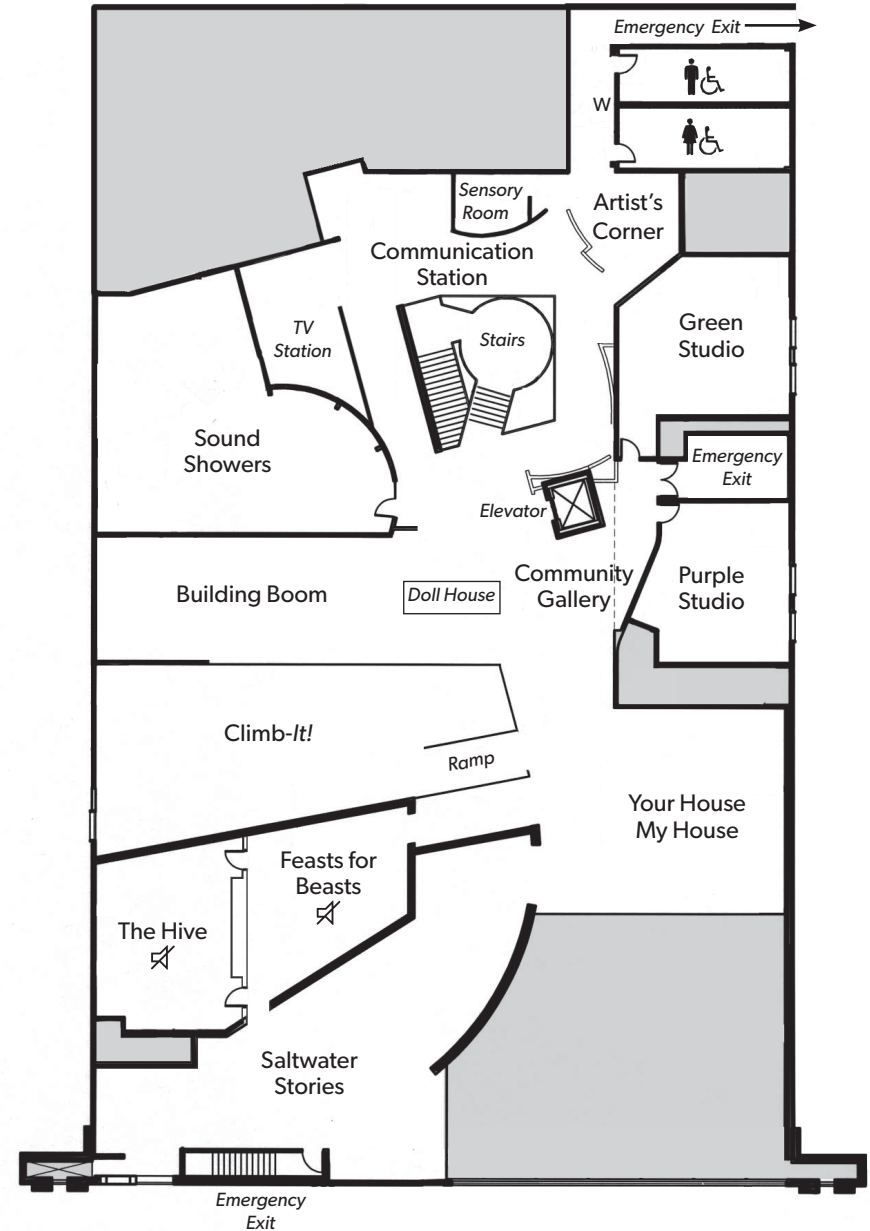 Emergency Exit
W
Sensory
Room
Artist's
Corner
Communication
Station
TV
Station
Stairs
Green
Studio
Sound
Showers
Emergency
Exit
Elevator
Building Boom
Doll House
Community
Gallery
Purple
Studio
Climb-It!
Ramp
Your House
My House
Feasts for
Beasts
The Hive
Saltwater
Stories
Emergency
Exit